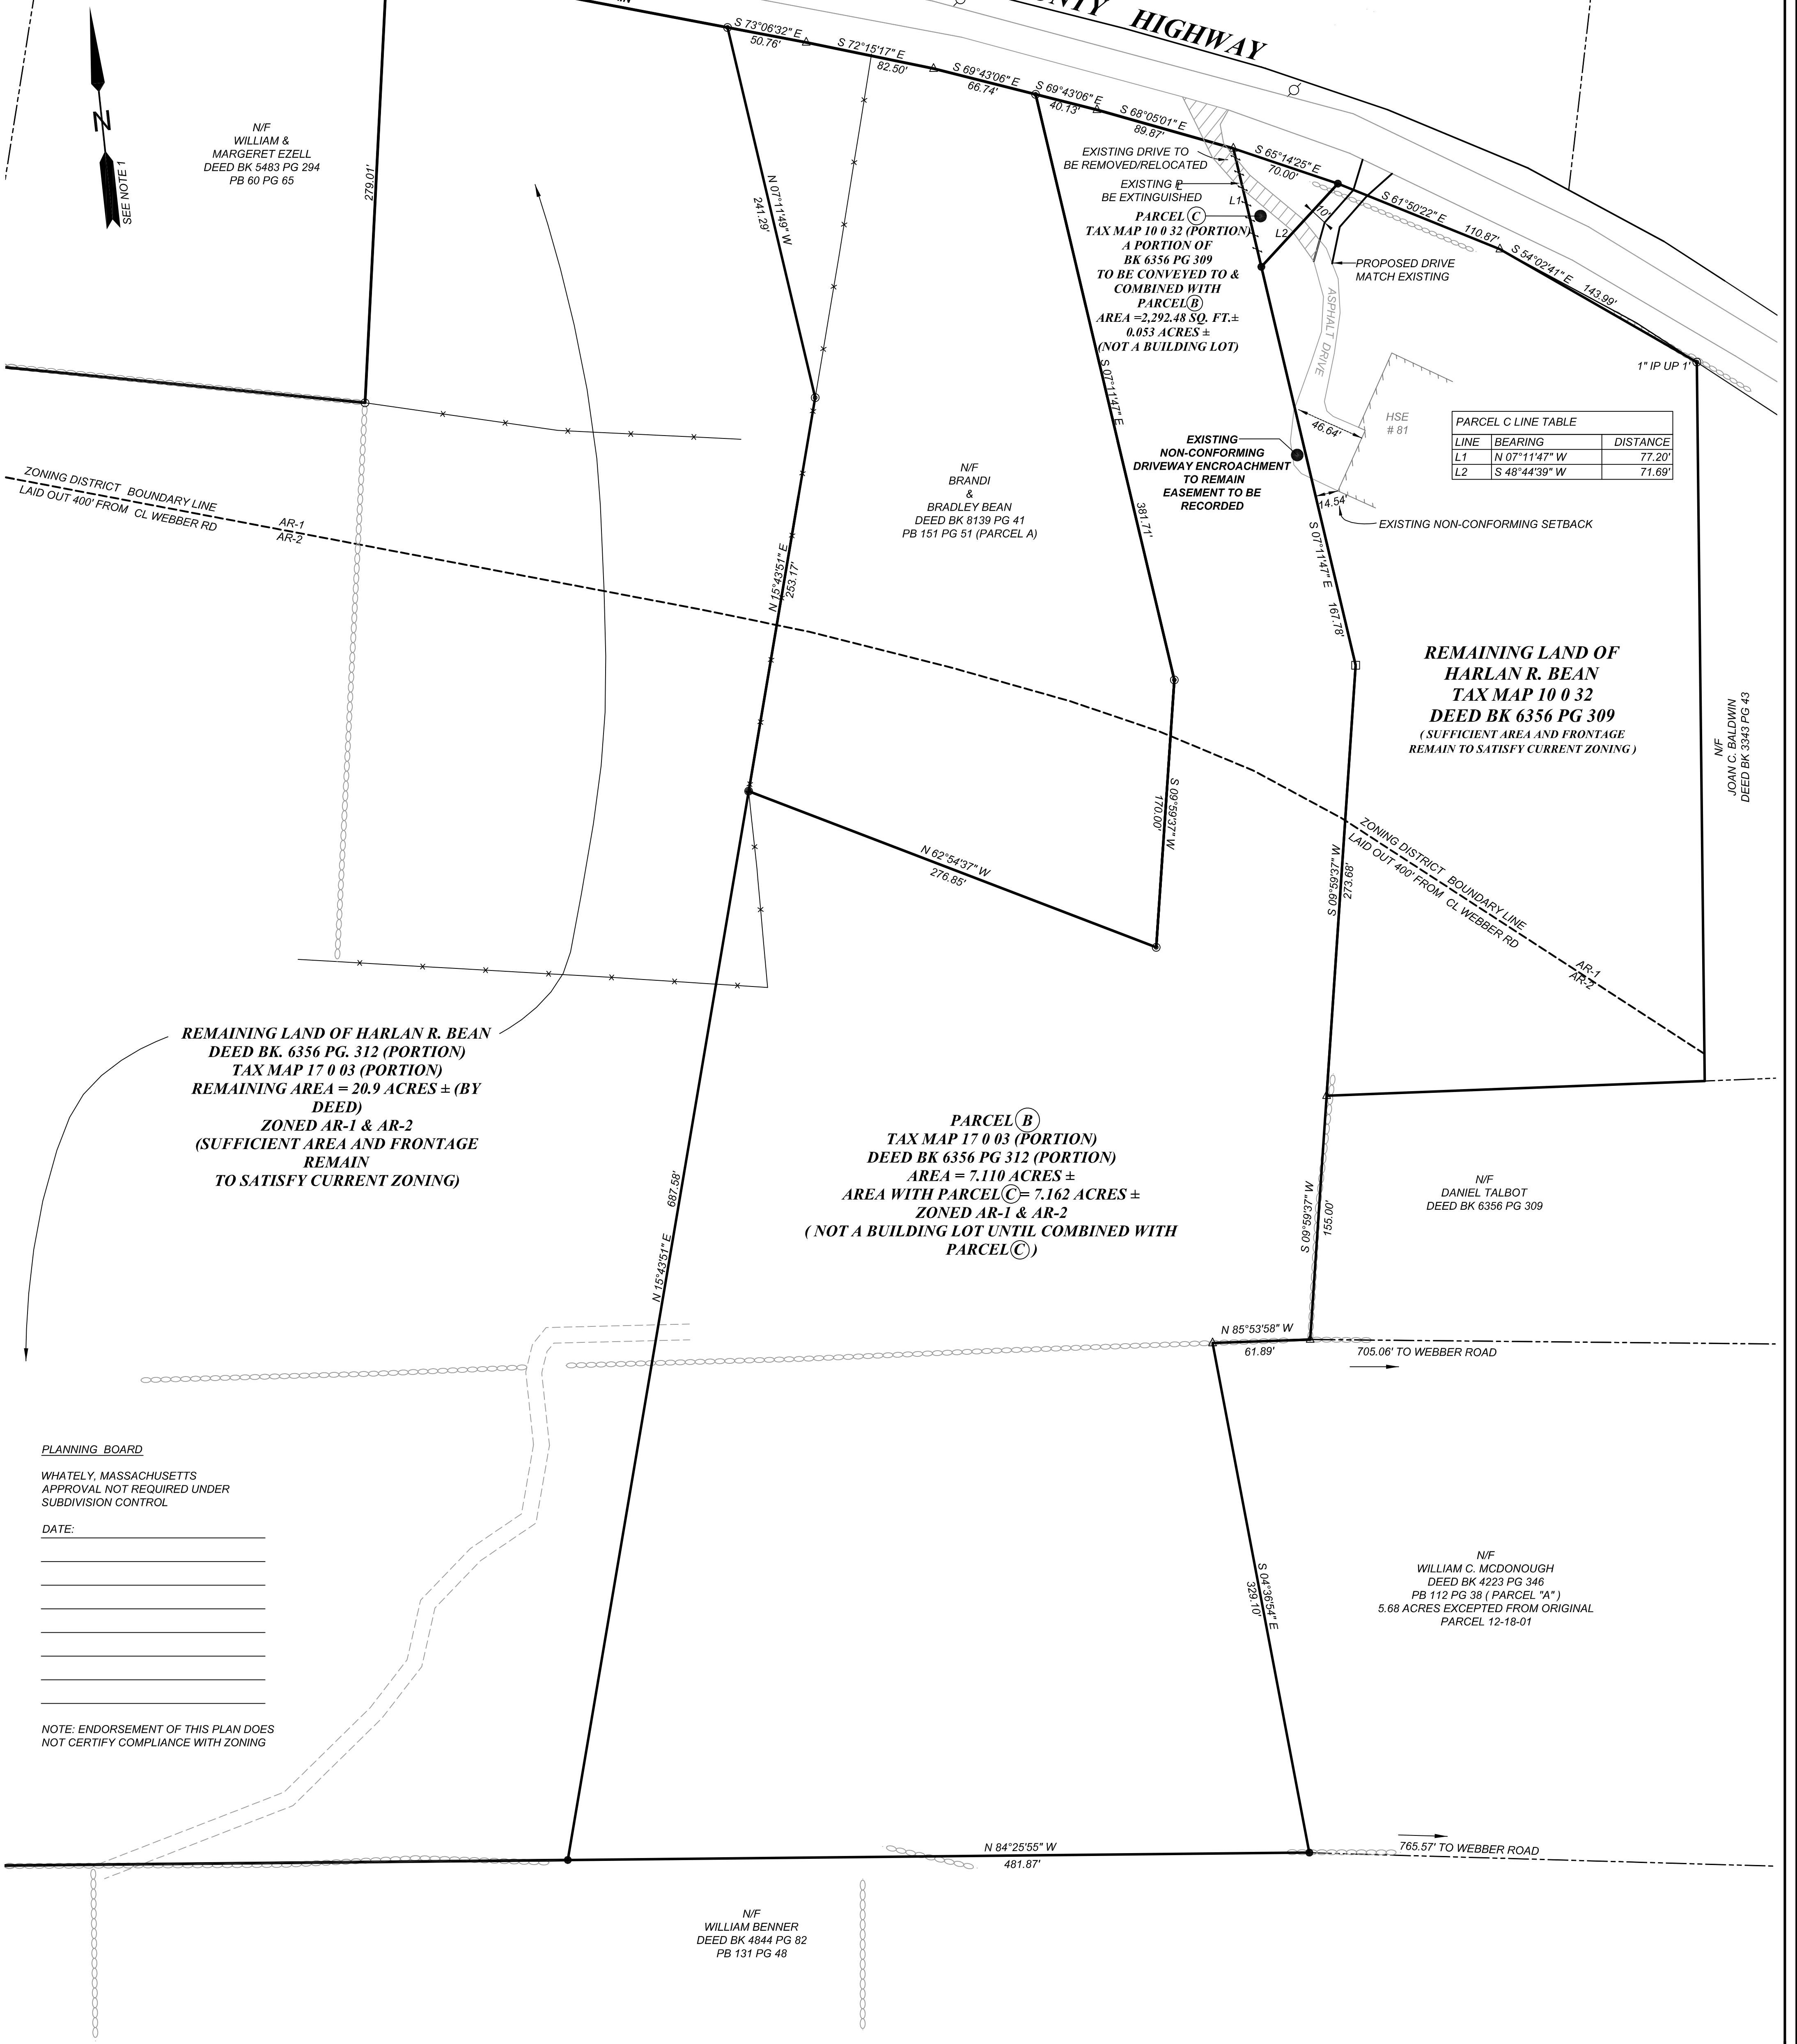 HIGHWAY
N
SEE NOTE 1
N/F
WILLIAM &
MARGERET EZELL
DEED BK 5483 PG 294
PB 60 PG 65
279.01'
S 73°06'32" E
50.76'
S 72°15'17" E
82.50'
S 69°43'06" E
66.74'
S 69°43'06" E
40.13'
S 68°05'01" E
89.87'
S 65°14'25" E
70.00'
S 61°50'22" E
110.87'
S 54°02'41" E
143.99'
1" IP UP 1'
N 07°11'49" W
241.29'
EXISTING DRIVE TO
BE REMOVED/RELOCATED
EXISTING PL
BE EXTINGUISHED
L1
L2
10'
PARCEL C
TAX MAP 10 0 32 (PORTION)
A PORTION OF
BK 6356 PG 309
TO BE CONVEYED TO &
COMBINED WITH
PARCEL B
AREA =2,292.48 SQ. FT.±
0.053 ACRES ±
(NOT A BUILDING LOT)
PROPOSED DRIVE
MATCH EXISTING
ASPHALT DRIVE
HSE
# 81
46.64'
14.54'
PARCEL C LINE TABLE
LINE BEARING DISTANCE
L1 N 07°11'47" W 77.20'
L2 S 48°44'39" W 71.69'
EXISTING
NON-CONFORMING
DRIVEWAY ENCROACHMENT
TO REMAIN
EASEMENT TO BE
RECORDED
EXISTING NON-CONFORMING SETBACK
S 07°11'47" E
381.71'
S 07°11'47" E 167.78'
N/F
BRANDI
&
BRADLEY BEAN
DEED BK 8139 PG 41
PB 151 PG 51 (PARCEL A)
ZONING DISTRICT BOUNDARY LINE
LAID OUT 400' FROM CL WEBBER RD
AR-1
AR-2
N 15°43'51" E
253.17'
REMAINING LAND OF
HARLAN R. BEAN
TAX MAP 10 0 32
DEED BK 6356 PG 309
( SUFFICIENT AREA AND FRONTAGE
REMAIN TO SATISFY CURRENT ZONING )
N/F
JOAN C. BALDWIN
DEED BK 3343 PG 43
S 09°59'37" W
170.00'
N 62°54'37" W
276.85'
S 09°59'37" W
273.68'
ZONING DISTRICT BOUNDARY LINE
LAID OUT 400' FROM CL WEBBER RD
AR-1
AR-2
REMAINING LAND OF HARLAN R. BEAN
DEED BK. 6356 PG. 312 (PORTION)
TAX MAP 17 0 03 (PORTION)
REMAINING AREA = 20.9 ACRES ± (BY
DEED)
ZONED AR-1 & AR-2
(SUFFICIENT AREA AND FRONTAGE
REMAIN
TO SATISFY CURRENT ZONING)
PARCEL B
TAX MAP 17 0 03 (PORTION)
DEED BK 6356 PG 312 (PORTION)
AREA = 7.110 ACRES ±
AREA WITH PARCEL C = 7.162 ACRES ±
ZONED AR-1 & AR-2
( NOT A BUILDING LOT UNTIL COMBINED WITH
PARCEL C )
N/F
DANIEL TALBOT
DEED BK 6356 PG 309
N 15°43'51" E 687.58'
S 09°59'37" W
155.00'
N 85°53'58" W
61.89'
705.06' TO WEBBER ROAD
PLANNING BOARD
WHATELY, MASSACHUSETTS
APPROVAL NOT REQUIRED UNDER
SUBDIVISION CONTROL
DATE:
NOTE: ENDORSEMENT OF THIS PLAN DOES
NOT CERTIFY COMPLIANCE WITH ZONING
S 04°36'54" E
329.10'
N/F
WILLIAM C. MCDONOUGH
DEED BK 4223 PG 346
PB 112 PG 38 ( PARCEL "A" )
5.68 ACRES EXCEPTED FROM ORIGINAL
PARCEL 12-18-01
N 84°25'55" W
481.87'
765.57' TO WEBBER ROAD
N/F
WILLIAM BENNER
DEED BK 4844 PG 82
PB 131 PG 48